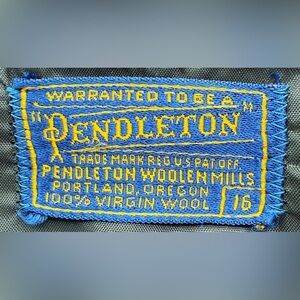 WARRANTED TO BE A
"PENDLETON"
TRADE MARK REG U S PAT OFF.
PENDLETON WOOLEN MILLS
PORTLAND, OREGON
100% VIRGIN WOOL 16